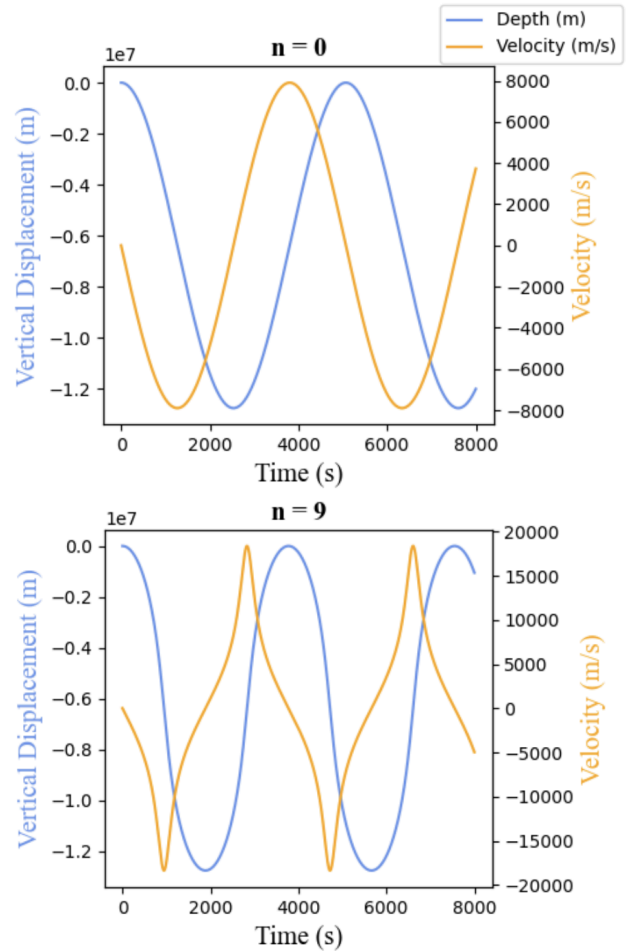 Depth (m)
Velocity (m/s)
n = 0
1e7
0.0
−0.2
−0.4
−0.6
−0.8
−1.0
−1.2
Vertical Displacement (m)
8000
6000
4000
2000
0
−2000
−4000
−6000
−8000
Velocity (m/s)
0 2000 4000 6000 8000
Time (s)
n = 9
1e7
0.0
−0.2
−0.4
−0.6
−0.8
−1.0
−1.2
Vertical Displacement (m)
20000
15000
10000
5000
0
−5000
−10000
−15000
−20000
Velocity (m/s)
0 2000 4000 6000 8000
Time (s)